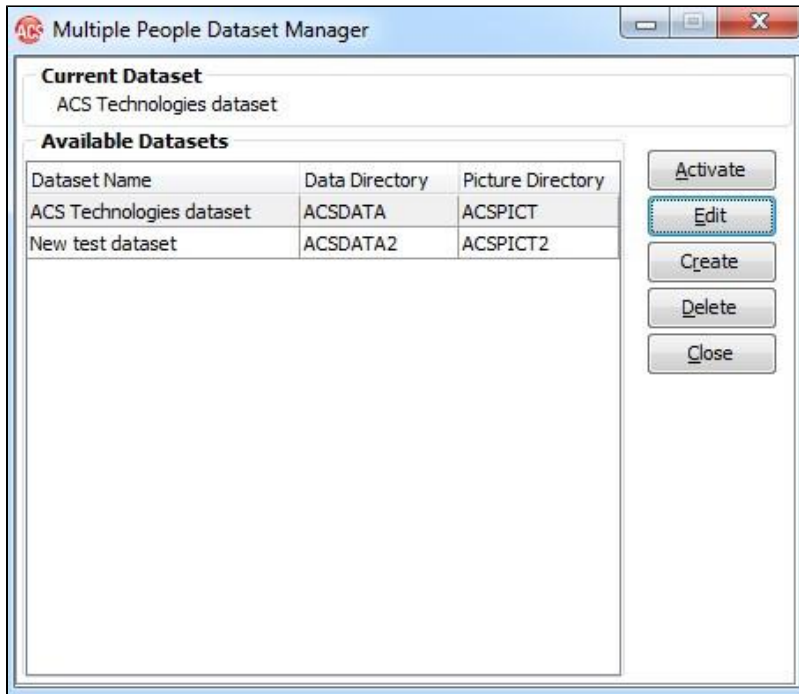 ACS Multiple People Dataset Manager
Current Dataset
ACS Technologies dataset
Available Datasets
Dataset Name Data Directory Picture Directory
ACS Technologies dataset ACSDATA ACSPICT
New test dataset ACSDATA2 ACSPICT2
Activate
Edit
Create
Delete
Close